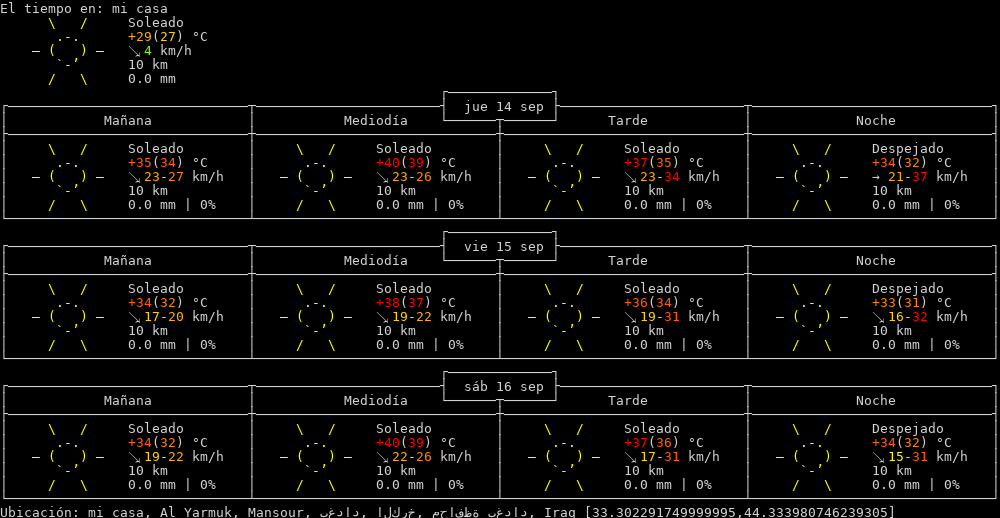 El tiempo en: mi casa
Soleado
+29(27) °C
↘4 km/h
10 km
0.0 mm
jue 14 sep
Mañana Mediodía Tarde Noche
Soleado Soleado Soleado Despejado
+35(34) °C +40(39) °C +37(35) °C +34(32) °C
↘23-27 km/h ↘23-26 km/h ↘23-34 km/h → 21-37 km/h
10 km 10 km 10 km 10 km
0.0 mm | 0% 0.0 mm | 0% 0.0 mm | 0% 0.0 mm | 0%
vie 15 sep
Mañana Mediodía Tarde Noche
Soleado Soleado Soleado Despejado
+34(32) °C +38(37) °C +36(34) °C +33(31) °C
↘17-20 km/h ↘19-22 km/h ↘19-31 km/h ↘16-32 km/h
10 km 10 km 10 km 10 km
0.0 mm | 0% 0.0 mm | 0% 0.0 mm | 0% 0.0 mm | 0%
sáb 16 sep
Mañana Mediodía Tarde Noche
Soleado Soleado Soleado Despejado
+34(32) °C +40(39) °C +37(36) °C +34(32) °C
↘19-22 km/h ↘22-26 km/h ↘17-31 km/h ↘15-31 km/h
10 km 10 km 10 km 10 km
0.0 mm | 0% 0.0 mm | 0% 0.0 mm | 0% 0.0 mm | 0%
Ubicación: mi casa, Al Yarmuk, Mansour, بغداد, الكرخ, محافظة بغداد, Iraq [33.302291749999995,44.333980746239305]